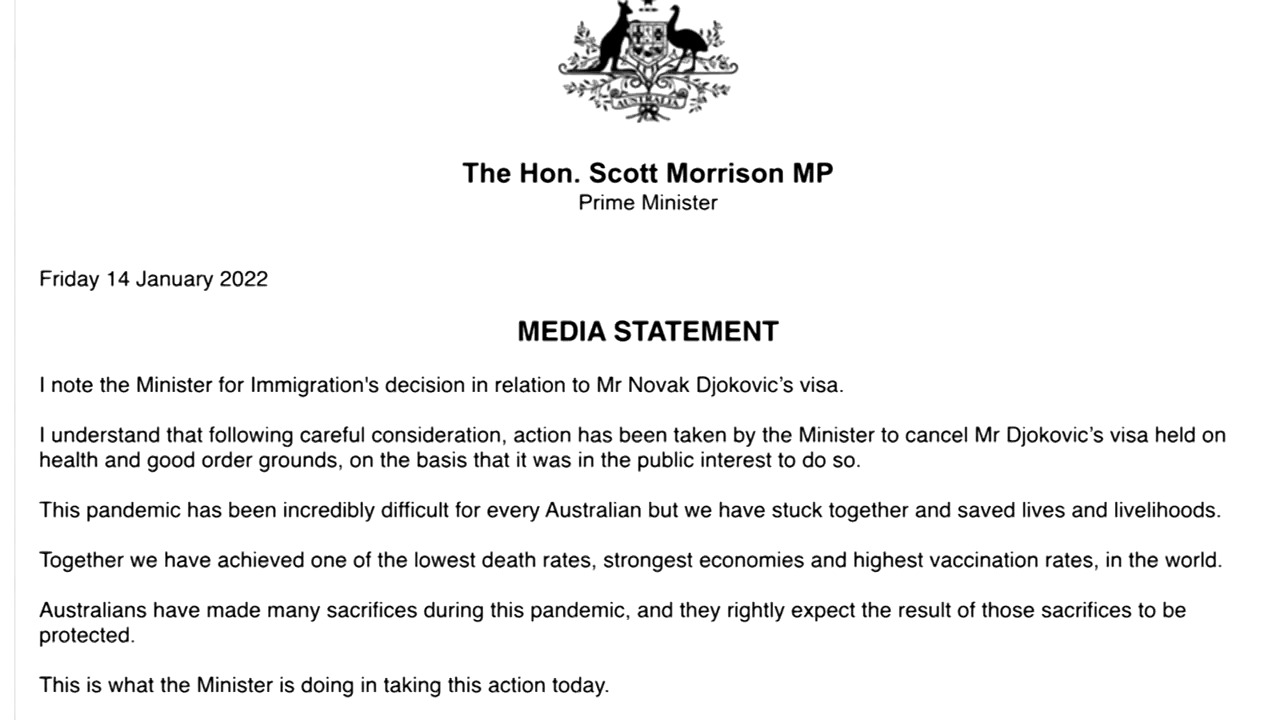 AUSTRALIA
The Hon. Scott Morrison MP
Prime Minister
Friday 14 January 2022
MEDIA STATEMENT
I note the Minister for Immigration's decision in relation to Mr Novak Djokovic’s visa.
I understand that following careful consideration, action has been taken by the Minister to cancel Mr Djokovic’s visa held on
health and good order grounds, on the basis that it was in the public interest to do so.
This pandemic has been incredibly difficult for every Australian but we have stuck together and saved lives and livelihoods.
Together we have achieved one of the lowest death rates, strongest economies and highest vaccination rates, in the world.
Australians have made many sacrifices during this pandemic, and they rightly expect the result of those sacrifices to be
protected.
This is what the Minister is doing in taking this action today.